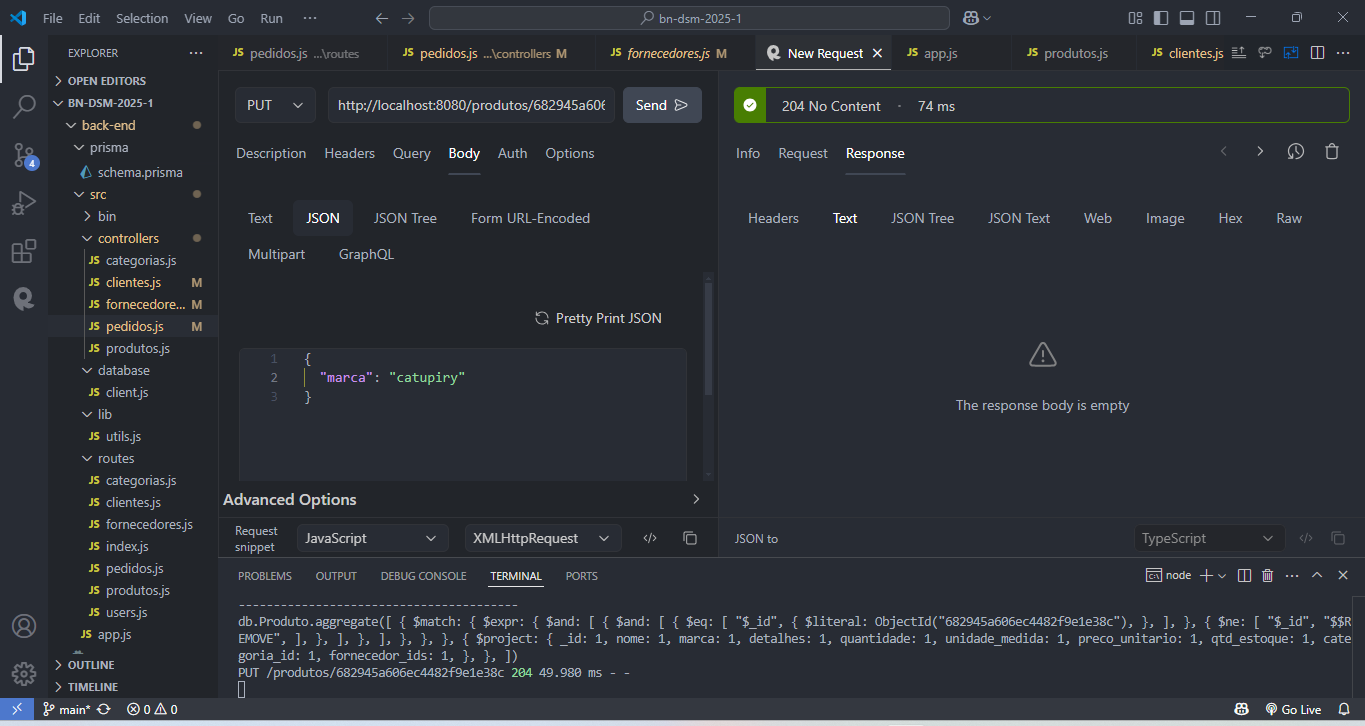 File Edit Selection View Go Run ··· bn-dsm-2025-1
EXPLORER ···
JS pedidos.js ...\routes JS pedidos.js ...\controllers M JS fornecedores.js M New Request JS app.js JS produtos.js JS clientes.js ···
OPEN EDITORS
BN-DSM-2025-1
back-end
prisma
schema.prisma
src
bin
controllers
JS categorias.js
JS clientes.js M
JS fornecedore... M
JS pedidos.js M
JS produtos.js
database
JS client.js
lib
JS utils.js
routes
JS categorias.js
JS clientes.js
JS fornecedores.js
JS index.js
JS pedidos.js
JS produtos.js
JS users.js
JS app.js
OUTLINE
TIMELINE
4
PUT http://localhost:8080/produtos/682945a606 Send
Description Headers Query Body Auth Options
Text JSON JSON Tree Form URL-Encoded
Multipart GraphQL
Pretty Print JSON
1 {
2 "marca": "catupiry"
3 }
Advanced Options
Request snippet JavaScript XMLHttpRequest
204 No Content · 74 ms
Info Request Response
Headers Text JSON Tree JSON Text Web Image Hex Raw
The response body is empty
JSON to TypeScript
PROBLEMS OUTPUT DEBUG CONSOLE TERMINAL PORTS node ···
----------------------------------------
db.Produto.aggregate([ { $match: { $expr: { $and: [ { $and: [ { $eq: [ "$_id", { $literal: ObjectId("682945a606ec4482f9e1e38c"), }, ], }, { $ne: [ "$_id", "$$R
EMOVE", ], }, ], }, ], }, }, }, { $project: { _id: 1, nome: 1, marca: 1, detalhes: 1, quantidade: 1, unidade_medida: 1, preco_unitario: 1, qtd_estoque: 1, cate
goria_id: 1, fornecedor_ids: 1, }, }, ])
PUT /produtos/682945a606ec4482f9e1e38c 204 49.980 ms - -
main* 0 0 Go Live